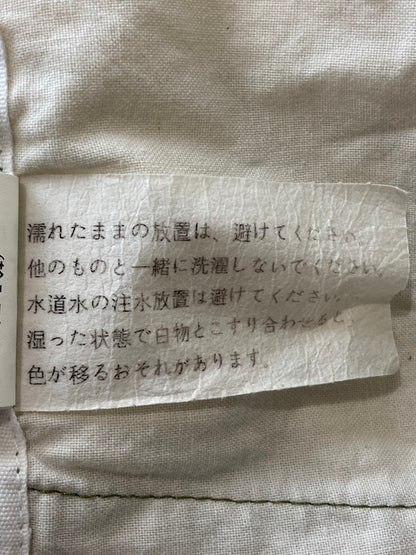 濡れたままの放置は、避けてください。
他のものと一緒に洗濯しないでください。
水道水の注水放置は避けてください。
湿った状態で白物とこすり合わせると、
色が移るおそれがあります。